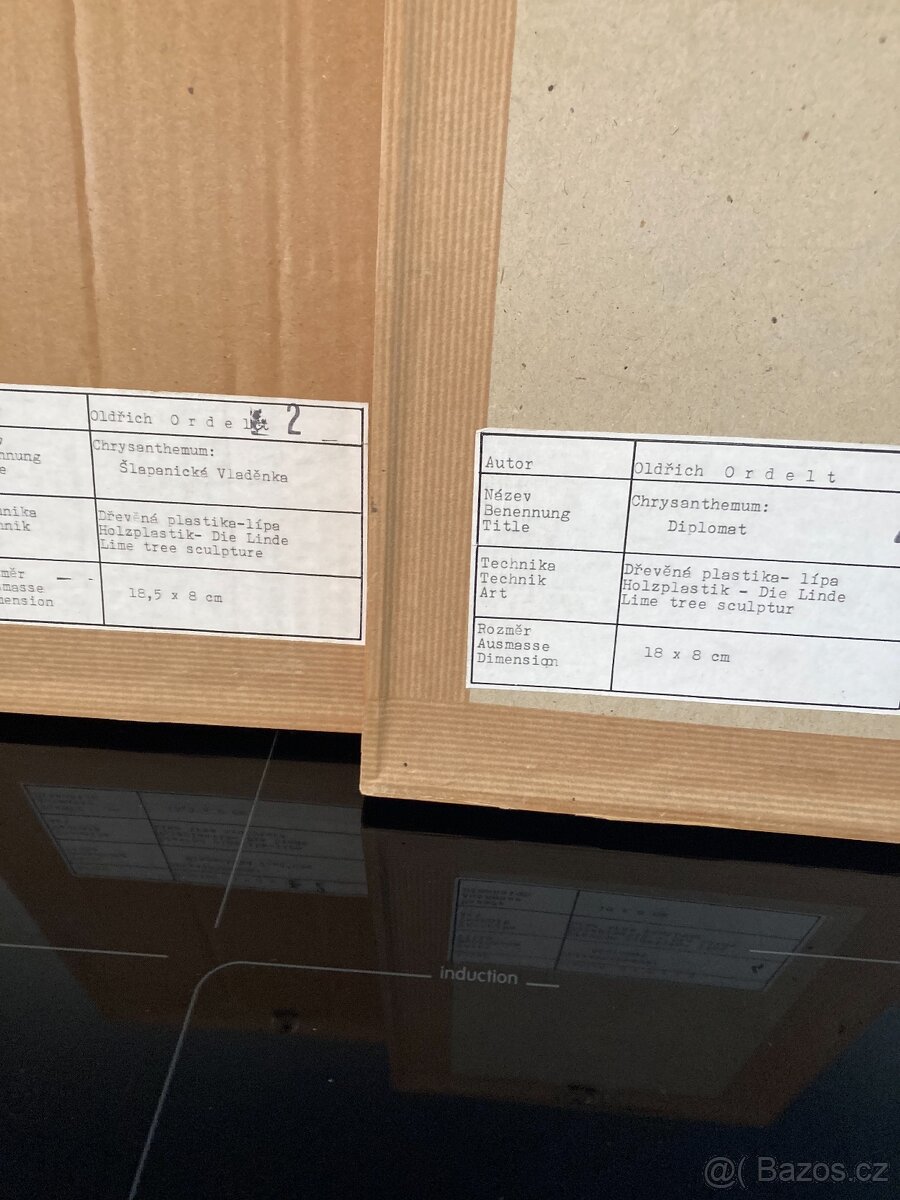 Oldřich Ordelt 2
nnung
Chrysanthemum:
Šlapanická Vladěnka
nika
nik
Dřevěná plastika-lípa
Holzplastik- Die Linde
Lime tree sculpture
měr
masse
mension
18,5 x 8 cm
Autor
Oldřich Ordelt
Název
Benennung
Title
Chrysanthemum:
Diplomat
Technika
Technik
Art
Dřevěná plastika- lípa
Holzplastik - Die Linde
Lime tree sculptur
Rozměr
Ausmasse
Dimension
18 x 8 cm
induction
@( Bazos.cz